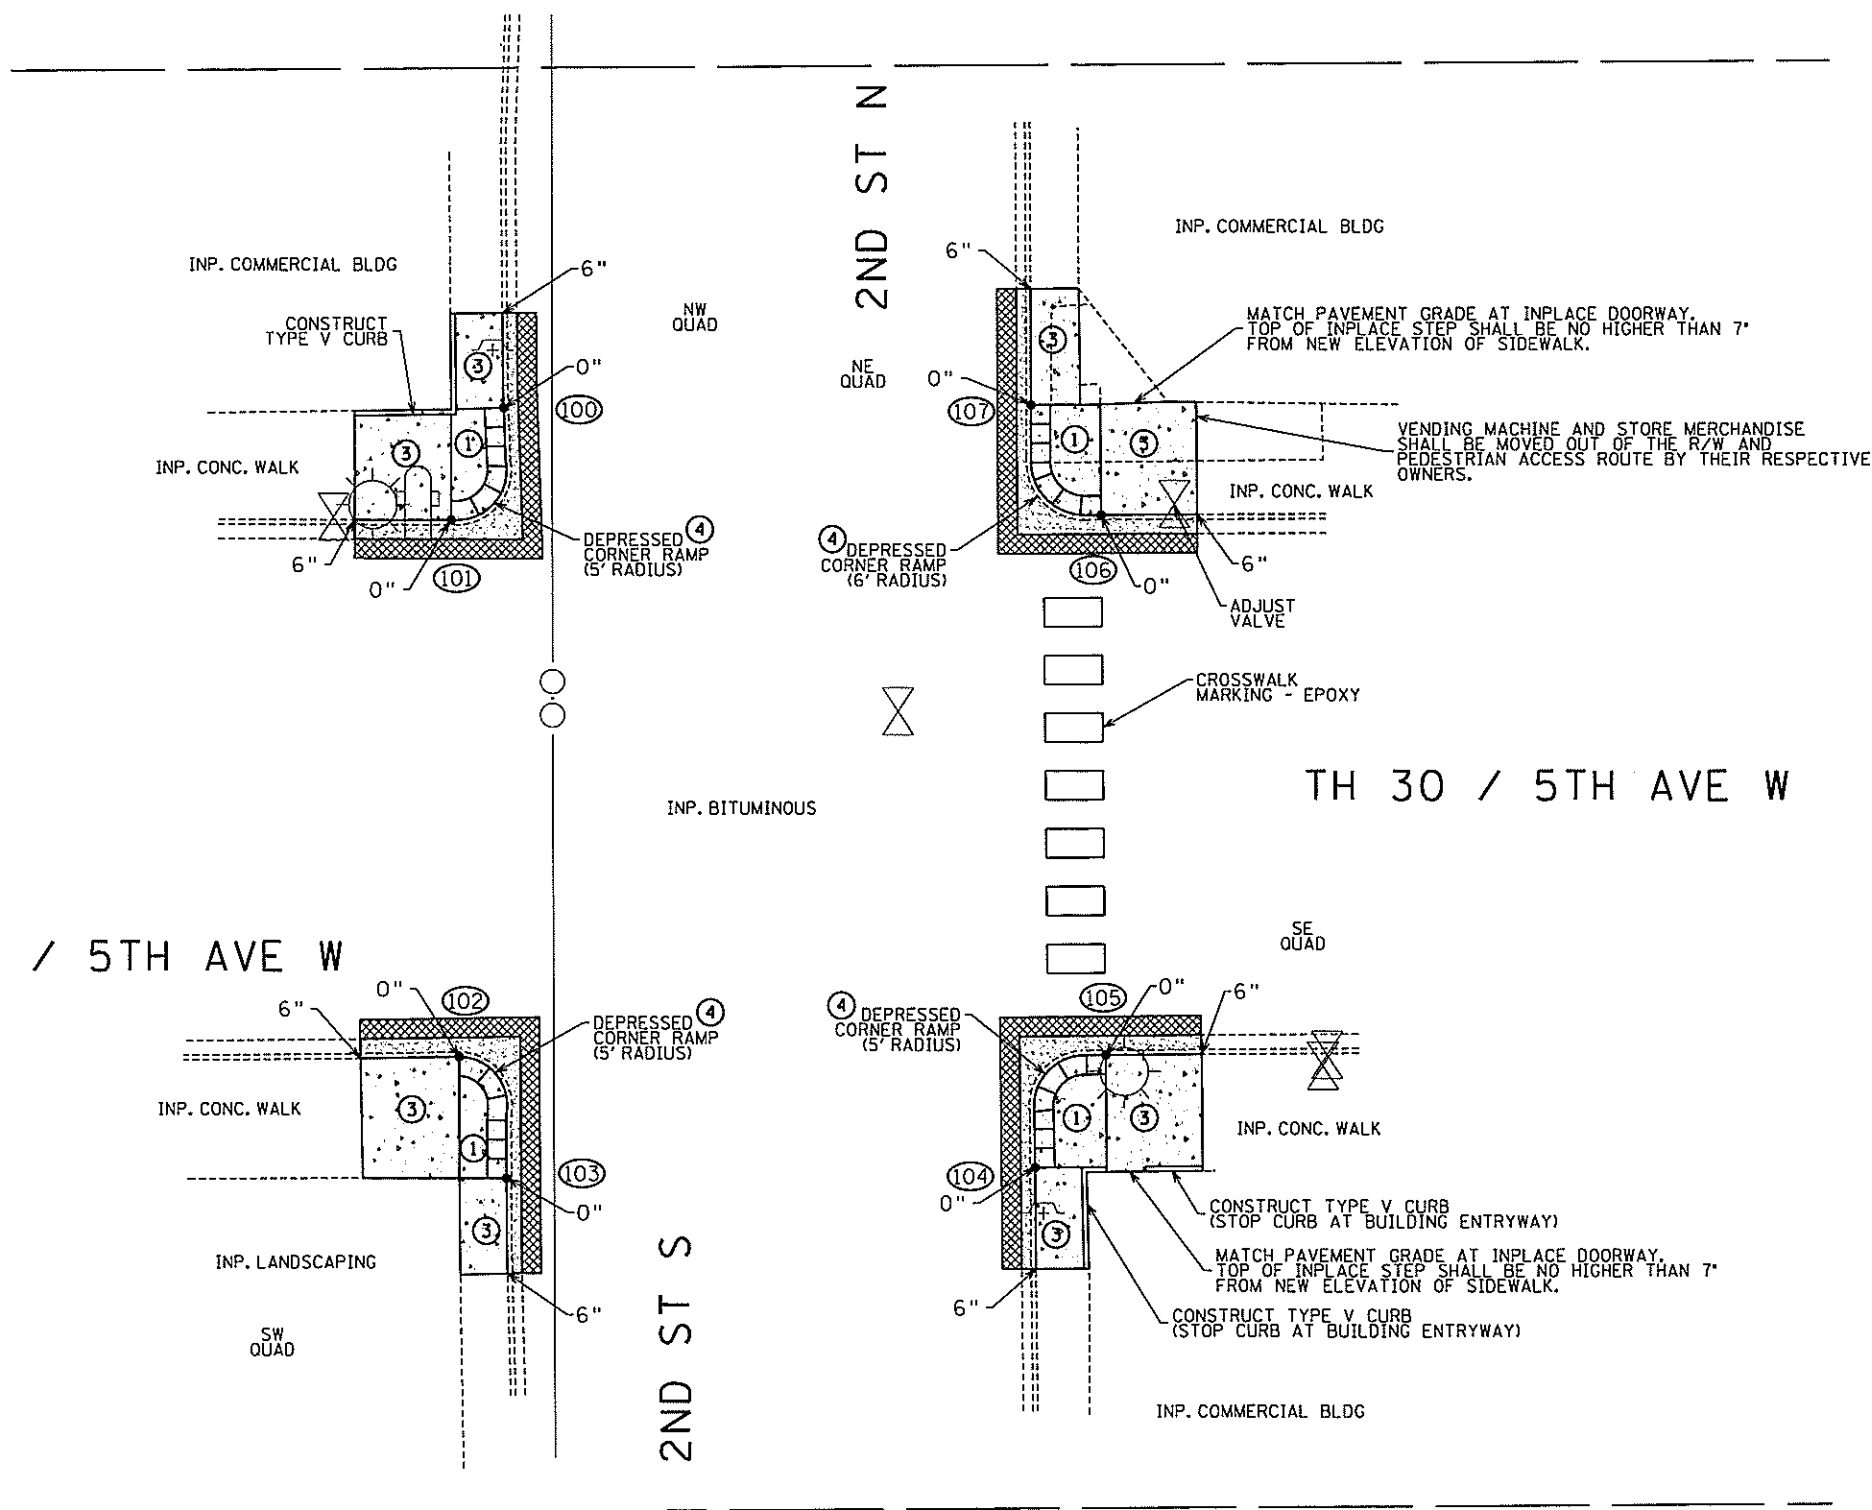 2ND ST N
INP. COMMERCIAL BLDG
CONSTRUCT
TYPE V CURB
6"
0"
3
100
NW
QUAD
3
1
INP. CONC. WALK
6"
0"
101
DEPRESSED 4
CORNER RAMP
(5' RADIUS)
INP. COMMERCIAL BLDG
6"
NE
QUAD
0"
107
3
1
3
MATCH PAVEMENT GRADE AT INPLACE DOORWAY.
TOP OF INPLACE STEP SHALL BE NO HIGHER THAN 7"
FROM NEW ELEVATION OF SIDEWALK.
VENDING MACHINE AND STORE MERCHANDISE
SHALL BE MOVED OUT OF THE R/W AND
PEDESTRIAN ACCESS ROUTE BY THEIR RESPECTIVE
OWNERS.
INP. CONC. WALK
4 DEPRESSED
CORNER RAMP
(6' RADIUS)
106
0"
6"
ADJUST
VALVE
CROSSWALK
MARKING - EPOXY
TH 30 / 5TH AVE W
INP. BITUMINOUS
/ 5TH AVE W
6"
0"
102
DEPRESSED 4
CORNER RAMP
(5' RADIUS)
INP. CONC. WALK
3
1
103
0"
3
INP. LANDSCAPING
6"
SW
QUAD
2ND ST S
SE
QUAD
4 DEPRESSED
CORNER RAMP
(5' RADIUS)
105
0"
6"
1
3
INP. CONC. WALK
104
0"
3
6"
CONSTRUCT TYPE V CURB
(STOP CURB AT BUILDING ENTRYWAY)
MATCH PAVEMENT GRADE AT INPLACE DOORWAY.
TOP OF INPLACE STEP SHALL BE NO HIGHER THAN 7"
FROM NEW ELEVATION OF SIDEWALK.
CONSTRUCT TYPE V CURB
(STOP CURB AT BUILDING ENTRYWAY)
INP. COMMERCIAL BLDG